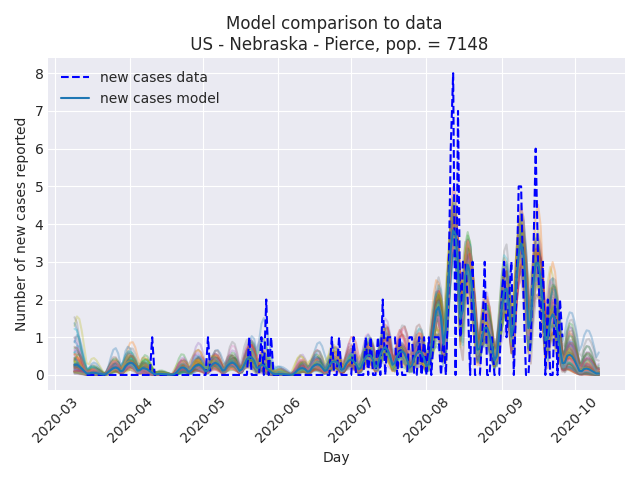 Model comparison to data
US - Nebraska - Pierce, pop. = 7148
new cases data
new cases model
Number of new cases reported
8
7
6
5
4
3
2
1
0
2020-03
2020-04
2020-05
2020-06
2020-07
2020-08
2020-09
2020-10
Day